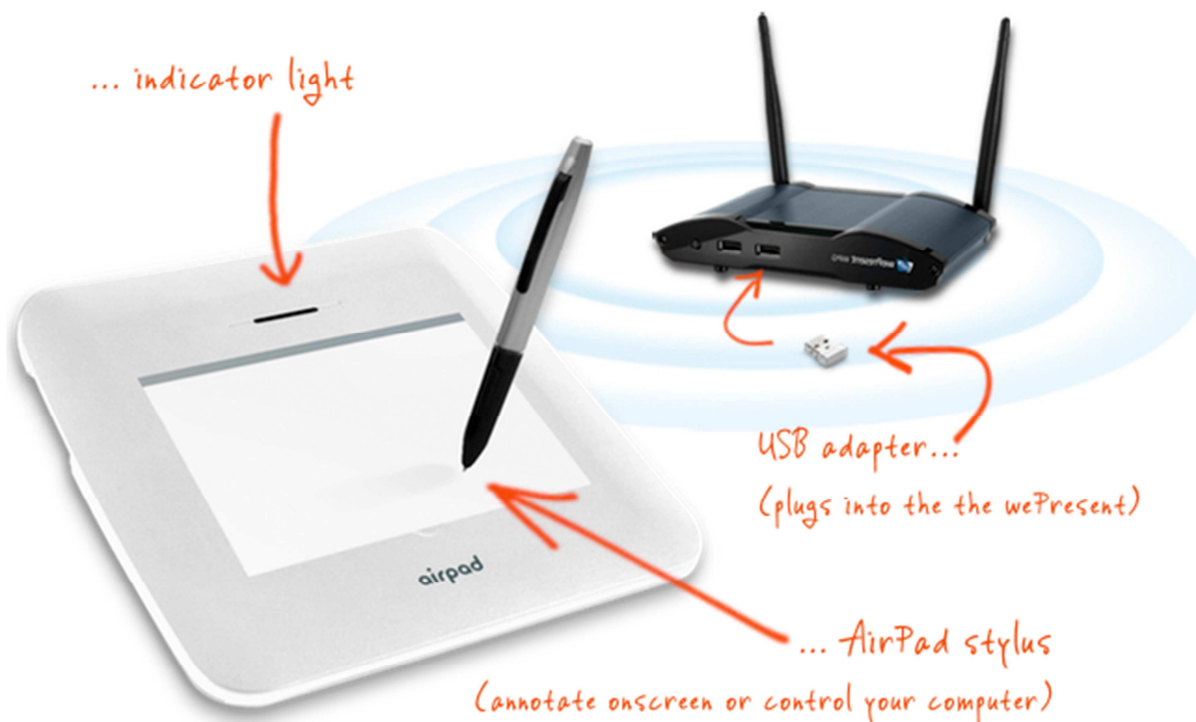 ... indicator light
USB adapter...
(plugs into the the wePresent)
airpad
... AirPad stylus
(annotate onscreen or control your computer)